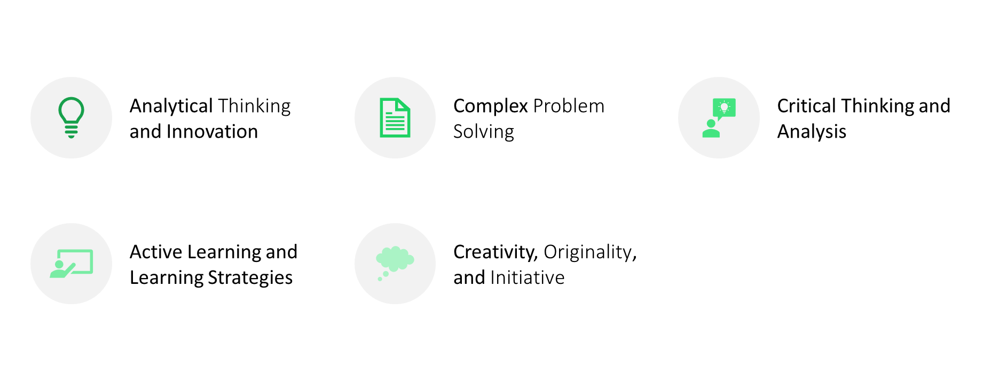 Analytical Thinking
and Innovation
Complex Problem
Solving
Critical Thinking and
Analysis
Active Learning and
Learning Strategies
Creativity, Originality,
and Initiative